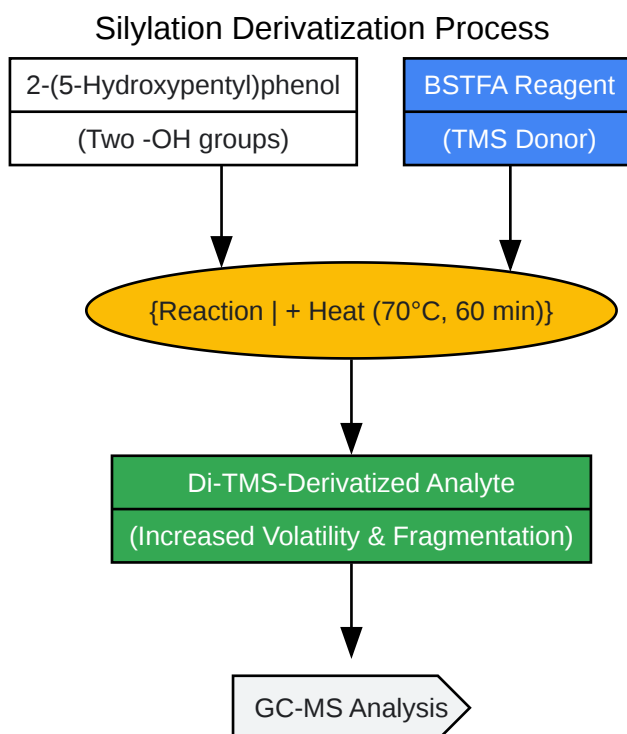 Silylation Derivatization Process
2-(5-Hydroxypentyl)phenol
(Two -OH groups)
BSTFA Reagent
(TMS Donor)
{Reaction | + Heat (70°C, 60 min)}
Di-TMS-Derivatized Analyte
(Increased Volatility & Fragmentation)
GC-MS Analysis